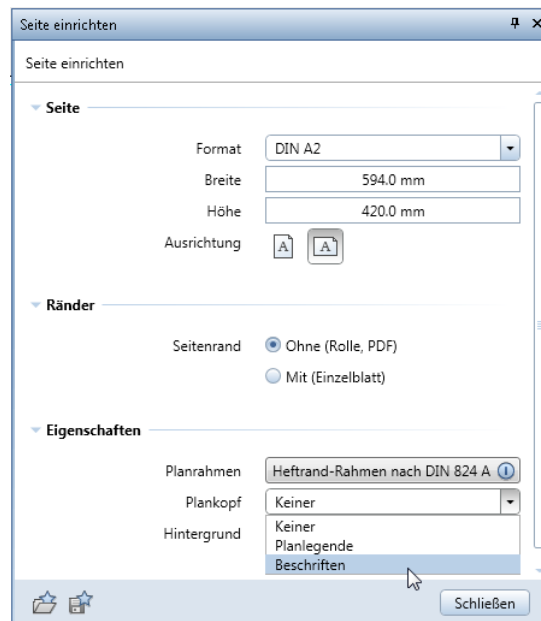 Seite einrichten
Seite einrichten
Seite
Format DIN A2
Breite 594.0 mm
Höhe 420.0 mm
Ausrichtung A A
Ränder
Seitenrand Ohne (Rolle, PDF)
Mit (Einzelblatt)
Eigenschaften
Planrahmen Heftrand-Rahmen nach DIN 824 A
Plankopf Keiner
Hintergrund Keiner
Planlegende
Beschriften
Schließen